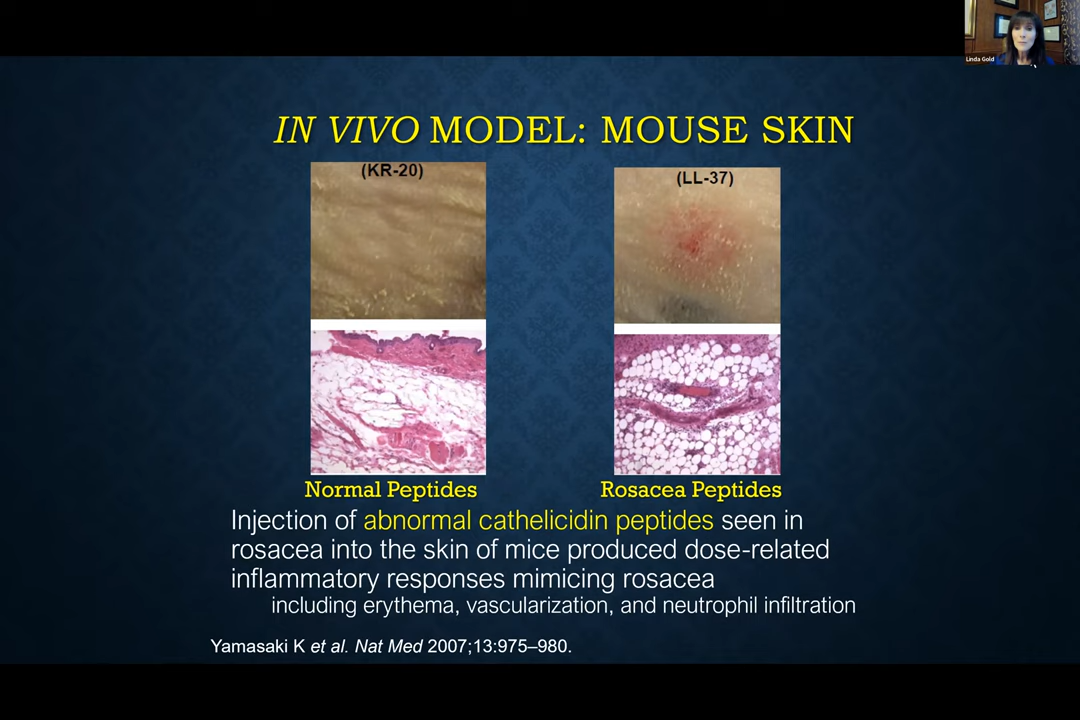 Linda Gold
IN VIVO MODEL: MOUSE SKIN
(KR-20)
(LL-37)
Normal Peptides
Rosacea Peptides
Injection of abnormal cathelicidin peptides seen in
rosacea into the skin of mice produced dose-related
inflammatory responses mimicing rosacea
including erythema, vascularization, and neutrophil infiltration
Yamasaki K et al. Nat Med 2007;13:975–980.